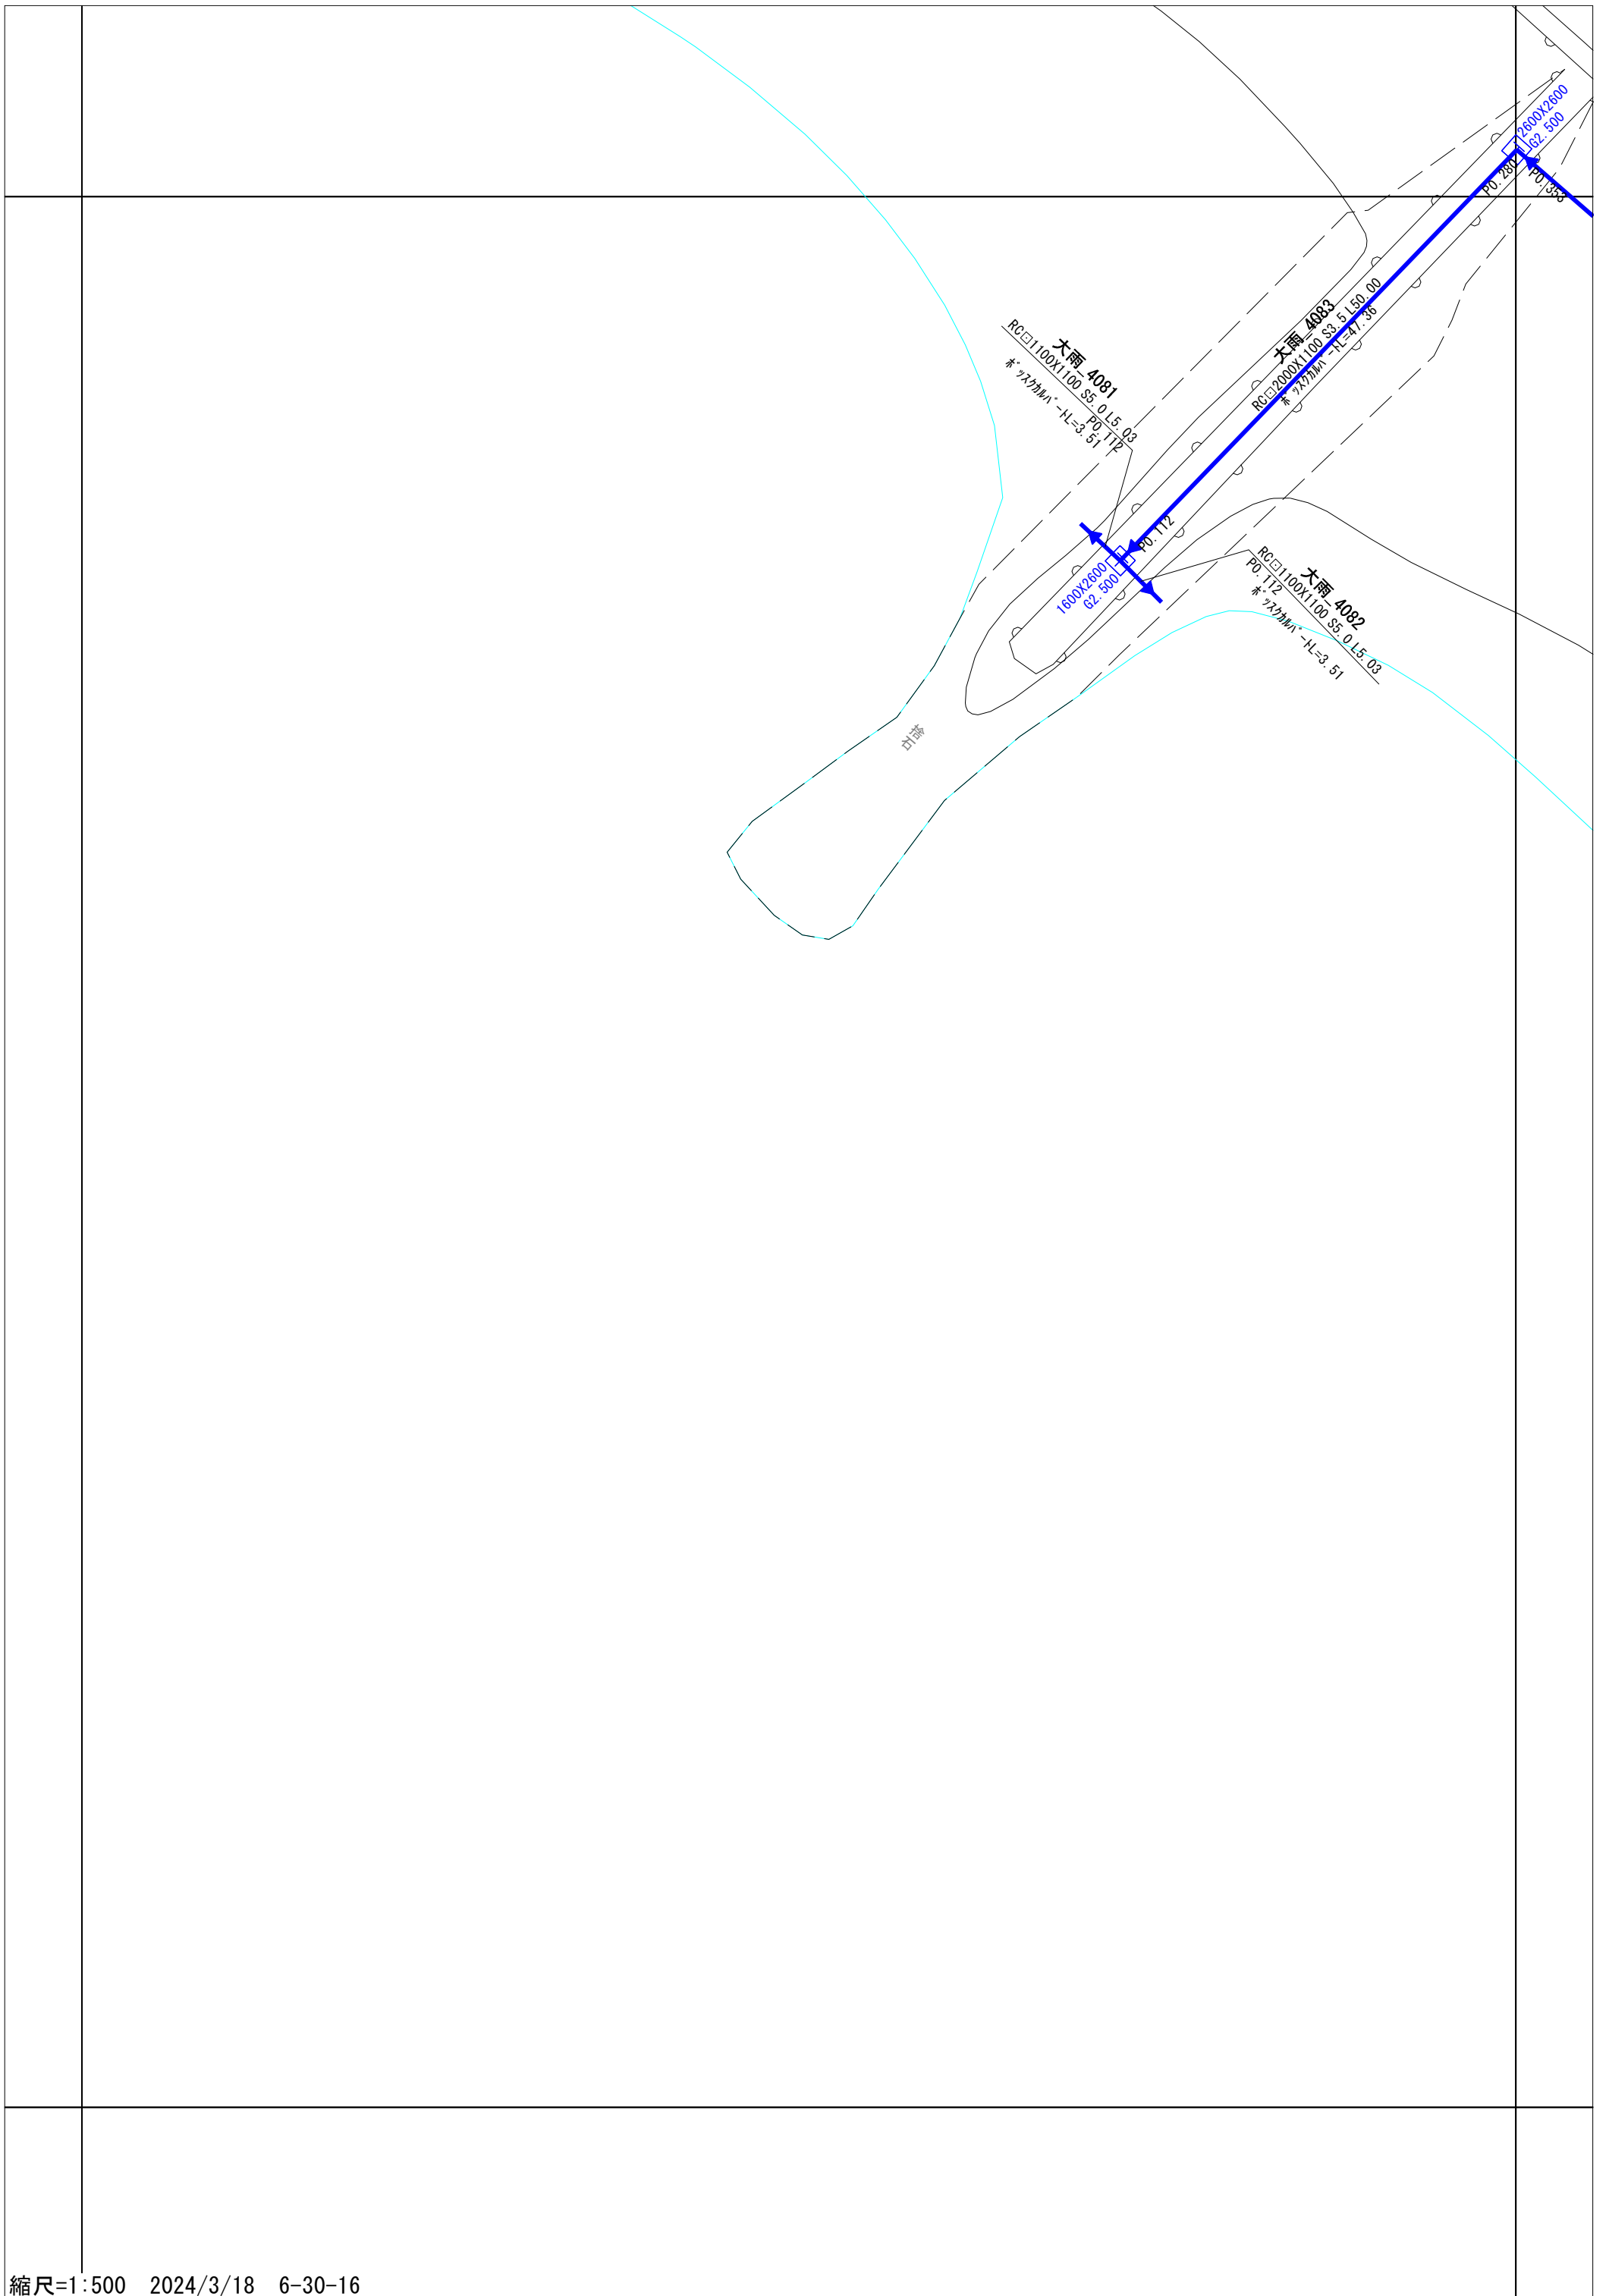 2600X2600
G2.500
P0.280
P0.353
大雨_4083
RC□2000X1100 S3.5 L50.00
ボックスカルバートL=47.36
大雨_4081
RC□1100X1100 S5.0 L5.03
P0.112
ボックスカルバートL=3.51
P0.112
1600X2600
G2.500
大雨_4082
RC□1100X1100 S5.0 L5.03
P0.112
ボックスカルバートL=3.51
捨石
縮尺=1:500 2024/3/18 6-30-16